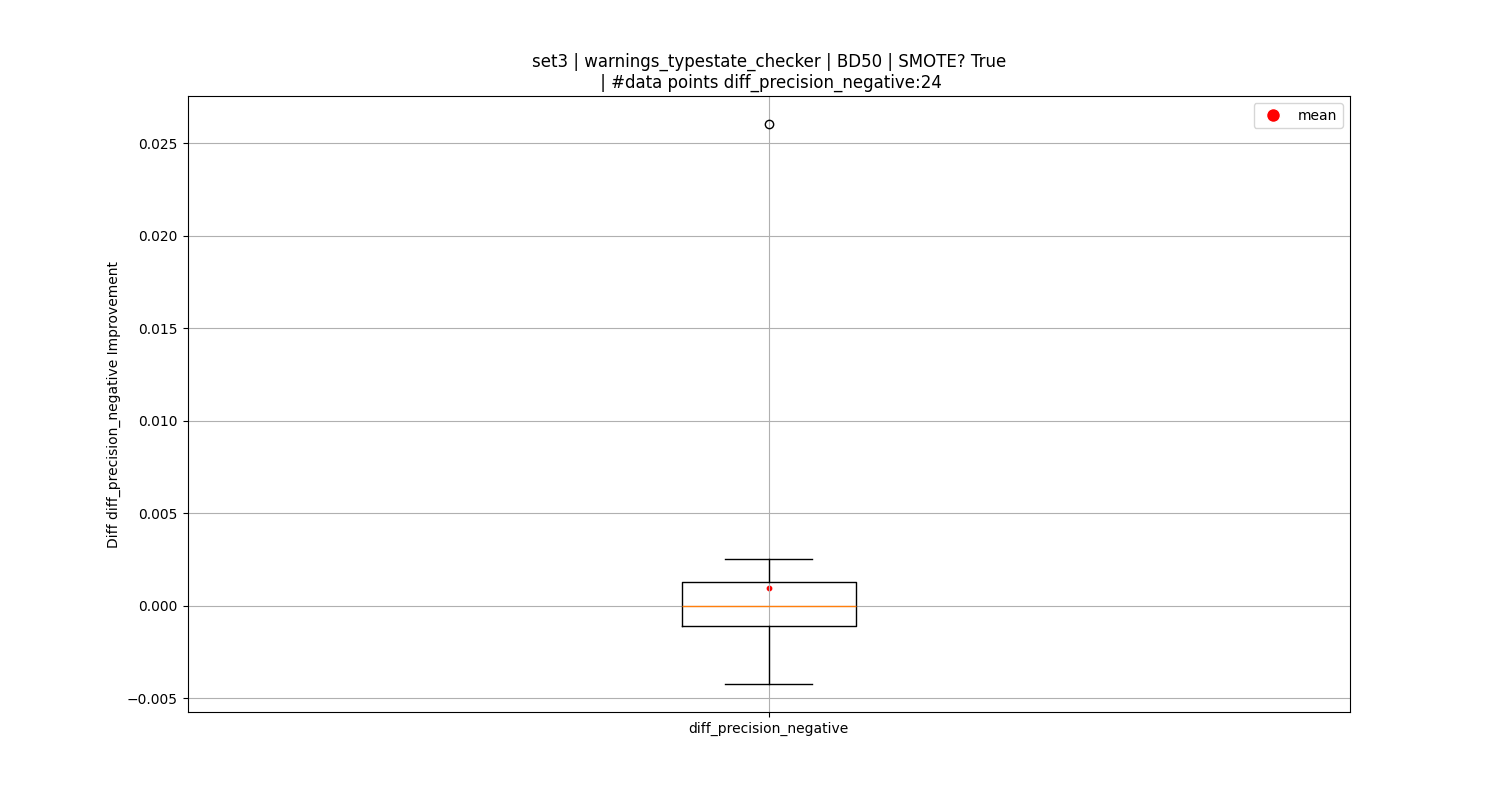 set3 | warnings_typestate_checker | BD50 | SMOTE? True
| #data points diff_precision_negative:24
mean
0.025
0.020
0.015
0.010
0.005
0.000
−0.005
Diff diff_precision_negative Improvement
diff_precision_negative